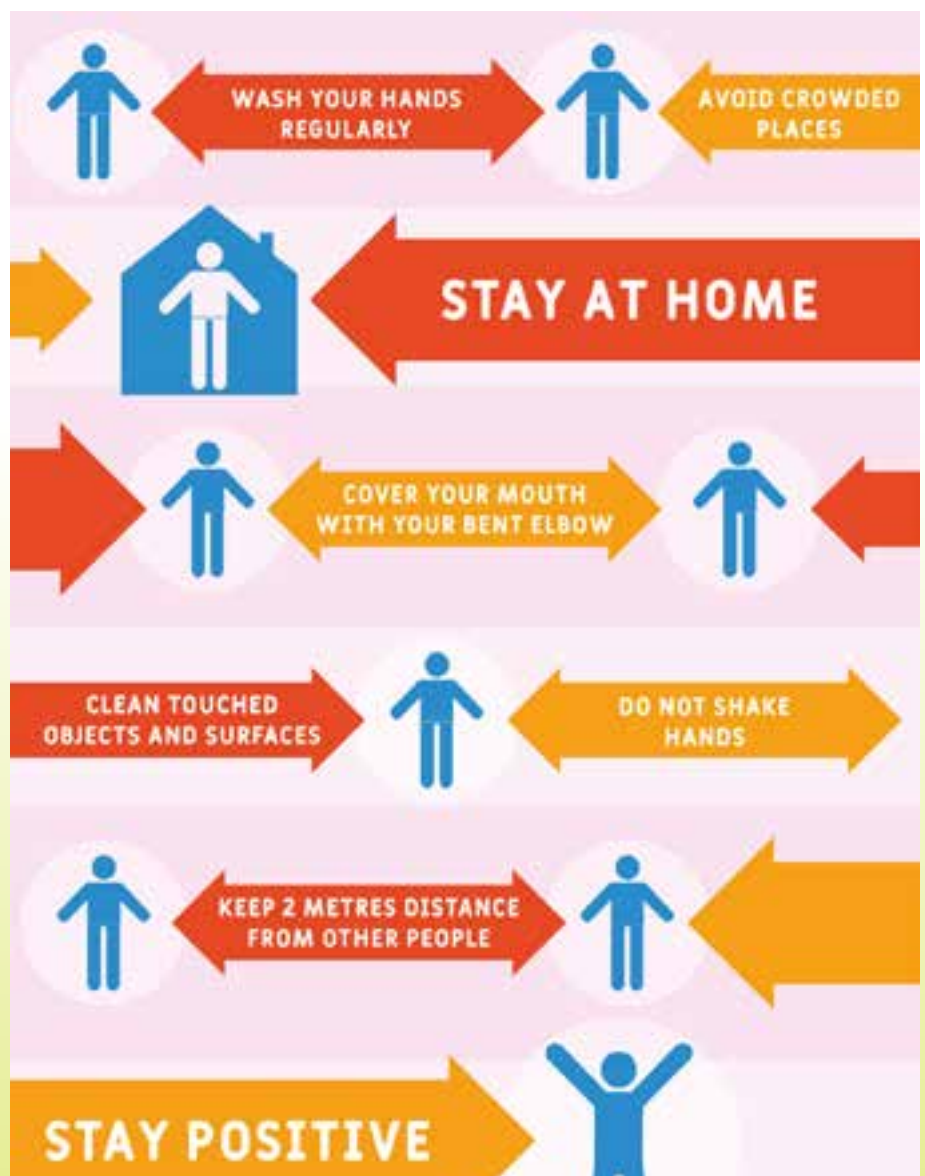 WASH YOUR HANDS
REGULARLY
AVOID CROWDED
PLACES
STAY AT HOME
COVER YOUR MOUTH
WITH YOUR BENT ELBOW
CLEAN TOUCHED
OBJECTS AND SURFACES
DO NOT SHAKE
HANDS
KEEP 2 METRES DISTANCE
FROM OTHER PEOPLE
STAY POSITIVE